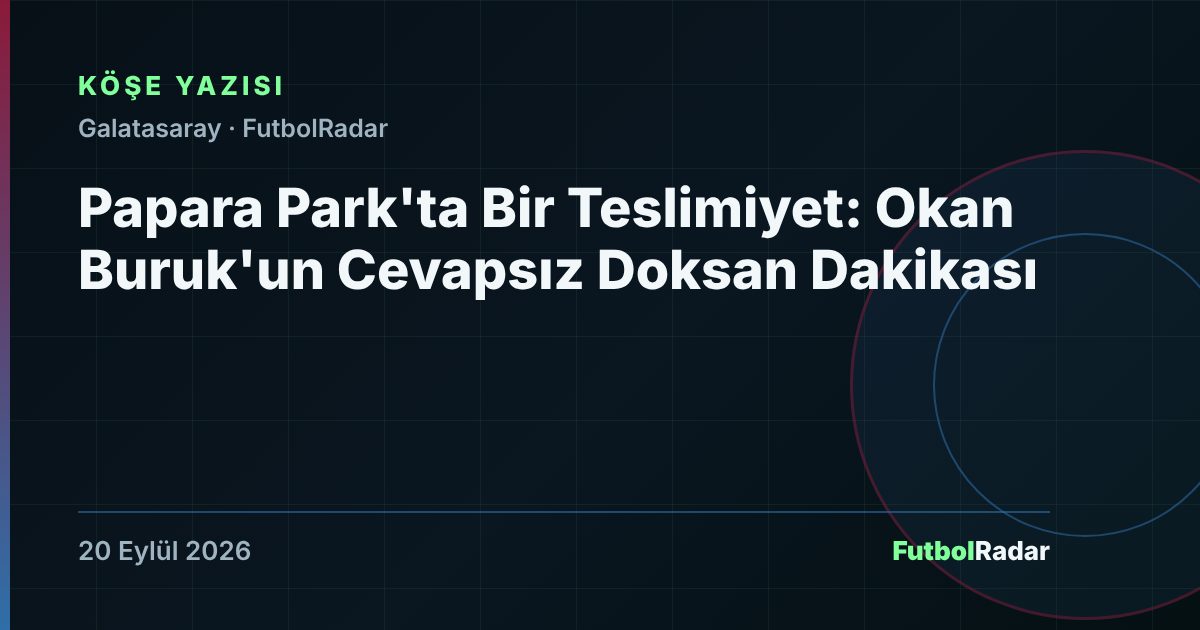 KÖŞE YAZISI
Galatasaray · FutbolRadar
Papara Park'ta Bir Teslimiyet: Okan
Buruk'un Cevapsız Doksan Dakikası
20 Eylül 2026
FutbolRadar